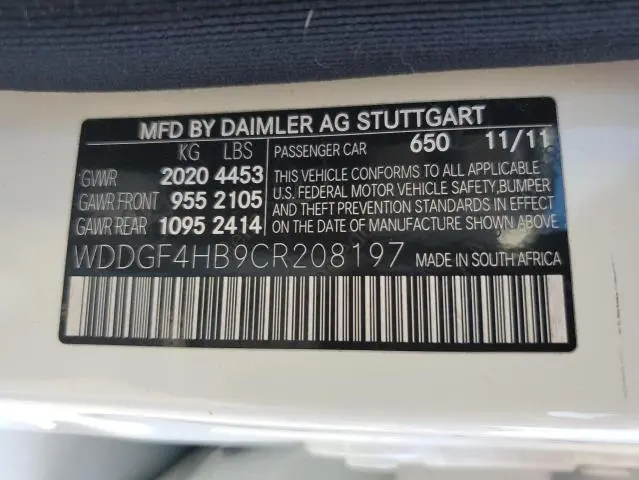 MFD BY DAIMLER AG STUTTGART
KG LBS PASSENGER CAR 650 11/11
GVWR 2020 4453 THIS VEHICLE CONFORMS TO ALL APPLICABLE
GAWR FRONT 955 2105 U.S. FEDERAL MOTOR VEHICLE SAFETY, BUMPER
GAWR REAR 1095 2414 AND THEFT PREVENTION STANDARDS IN EFFECT
ON THE DATE OF MANUFACTURE SHOWN ABOVE.
WDDGF4HB9CR208197 MADE IN SOUTH AFRICA